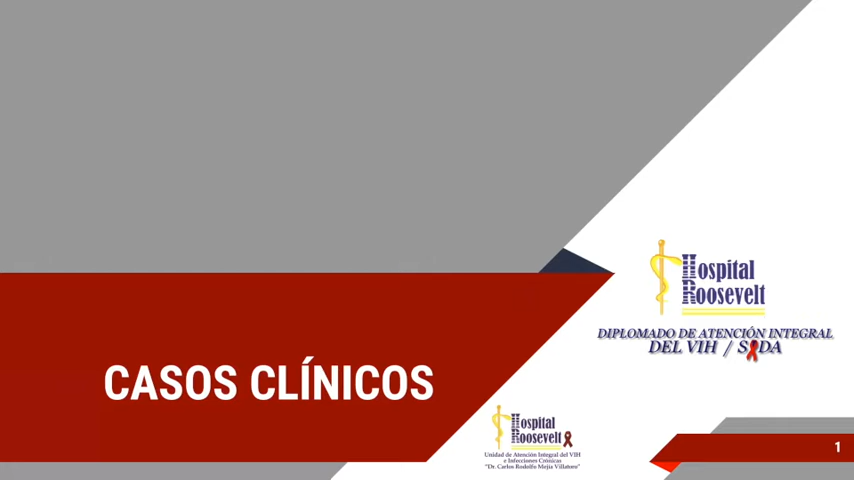 Hospital
Roosevelt
DIPLOMADO DE ATENCIÓN INTEGRAL
DEL VIH / SIDA
CASOS CLÍNICOS
Hospital
Roosevelt
Unidad de Atención Integral del VIH
e Infecciones Crónicas
"Dr. Carlos Rodolfo Mejía Villatoro"
1